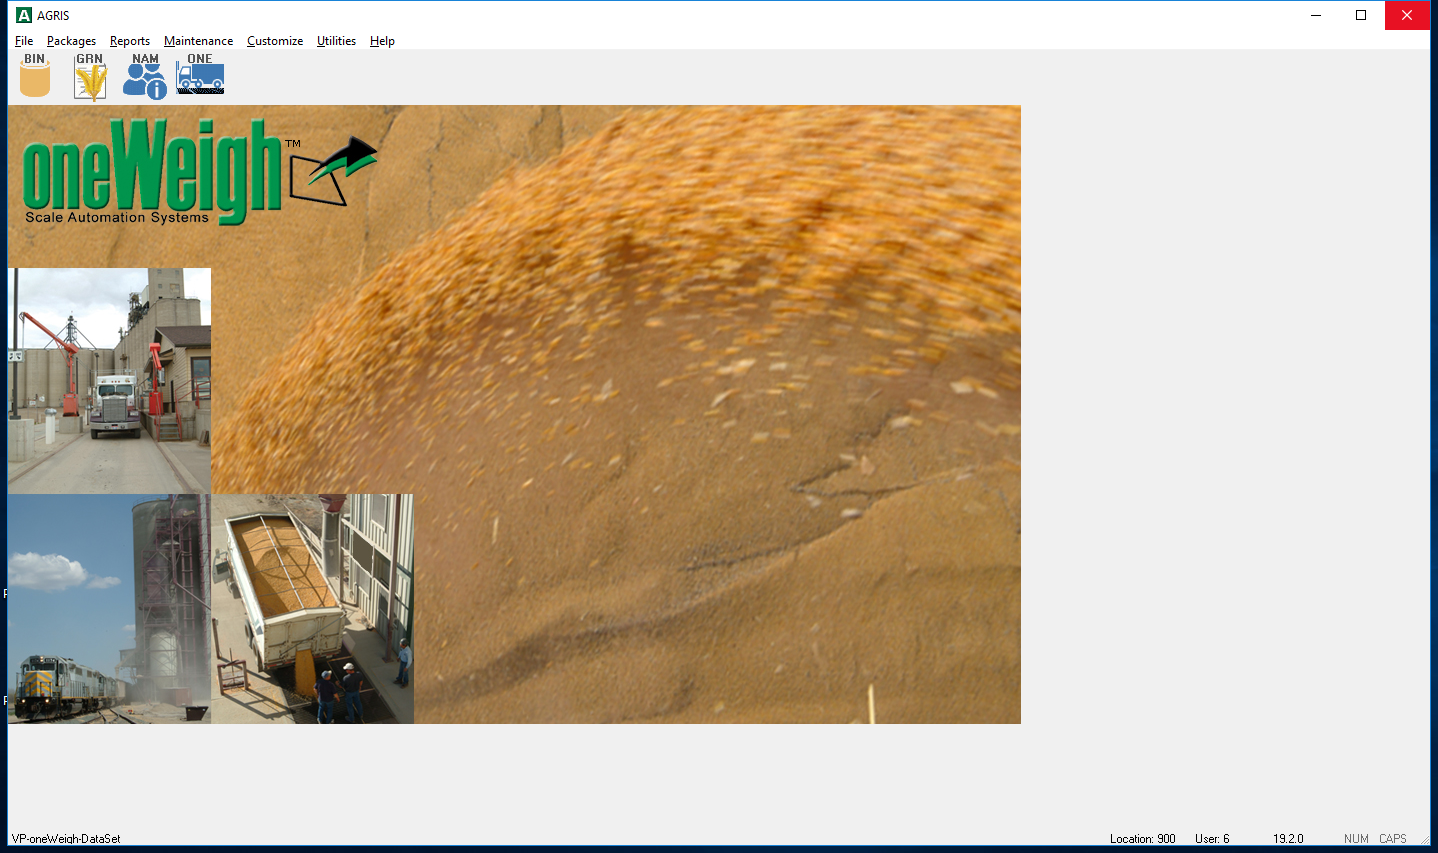 AGRIS
File Packages Reports Maintenance Customize Utilities Help
BIN GRN NAM ONE
oneWeigh™
Scale Automation Systems
VP-oneWeigh-DataSet Location: 900 User: 6 19.2.0 NUM CAPS